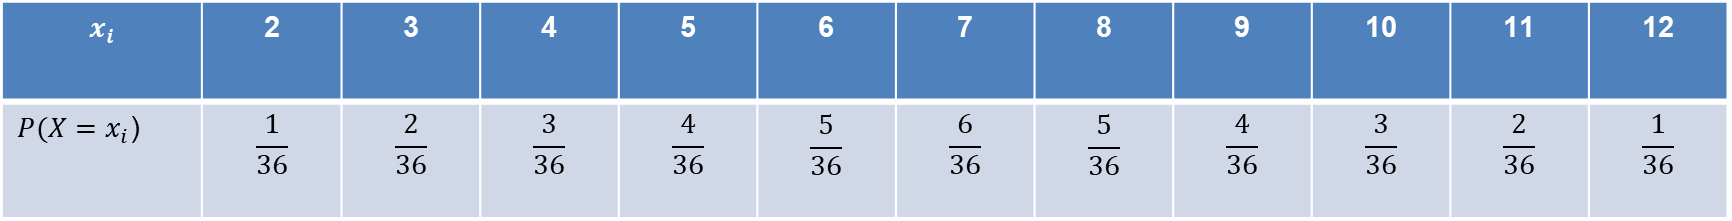 xᵢ 2 3 4 5 6 7 8 9 10 11 12
P(X = xᵢ) 1/36 2/36 3/36 4/36 5/36 6/36 5/36 4/36 3/36 2/36 1/36